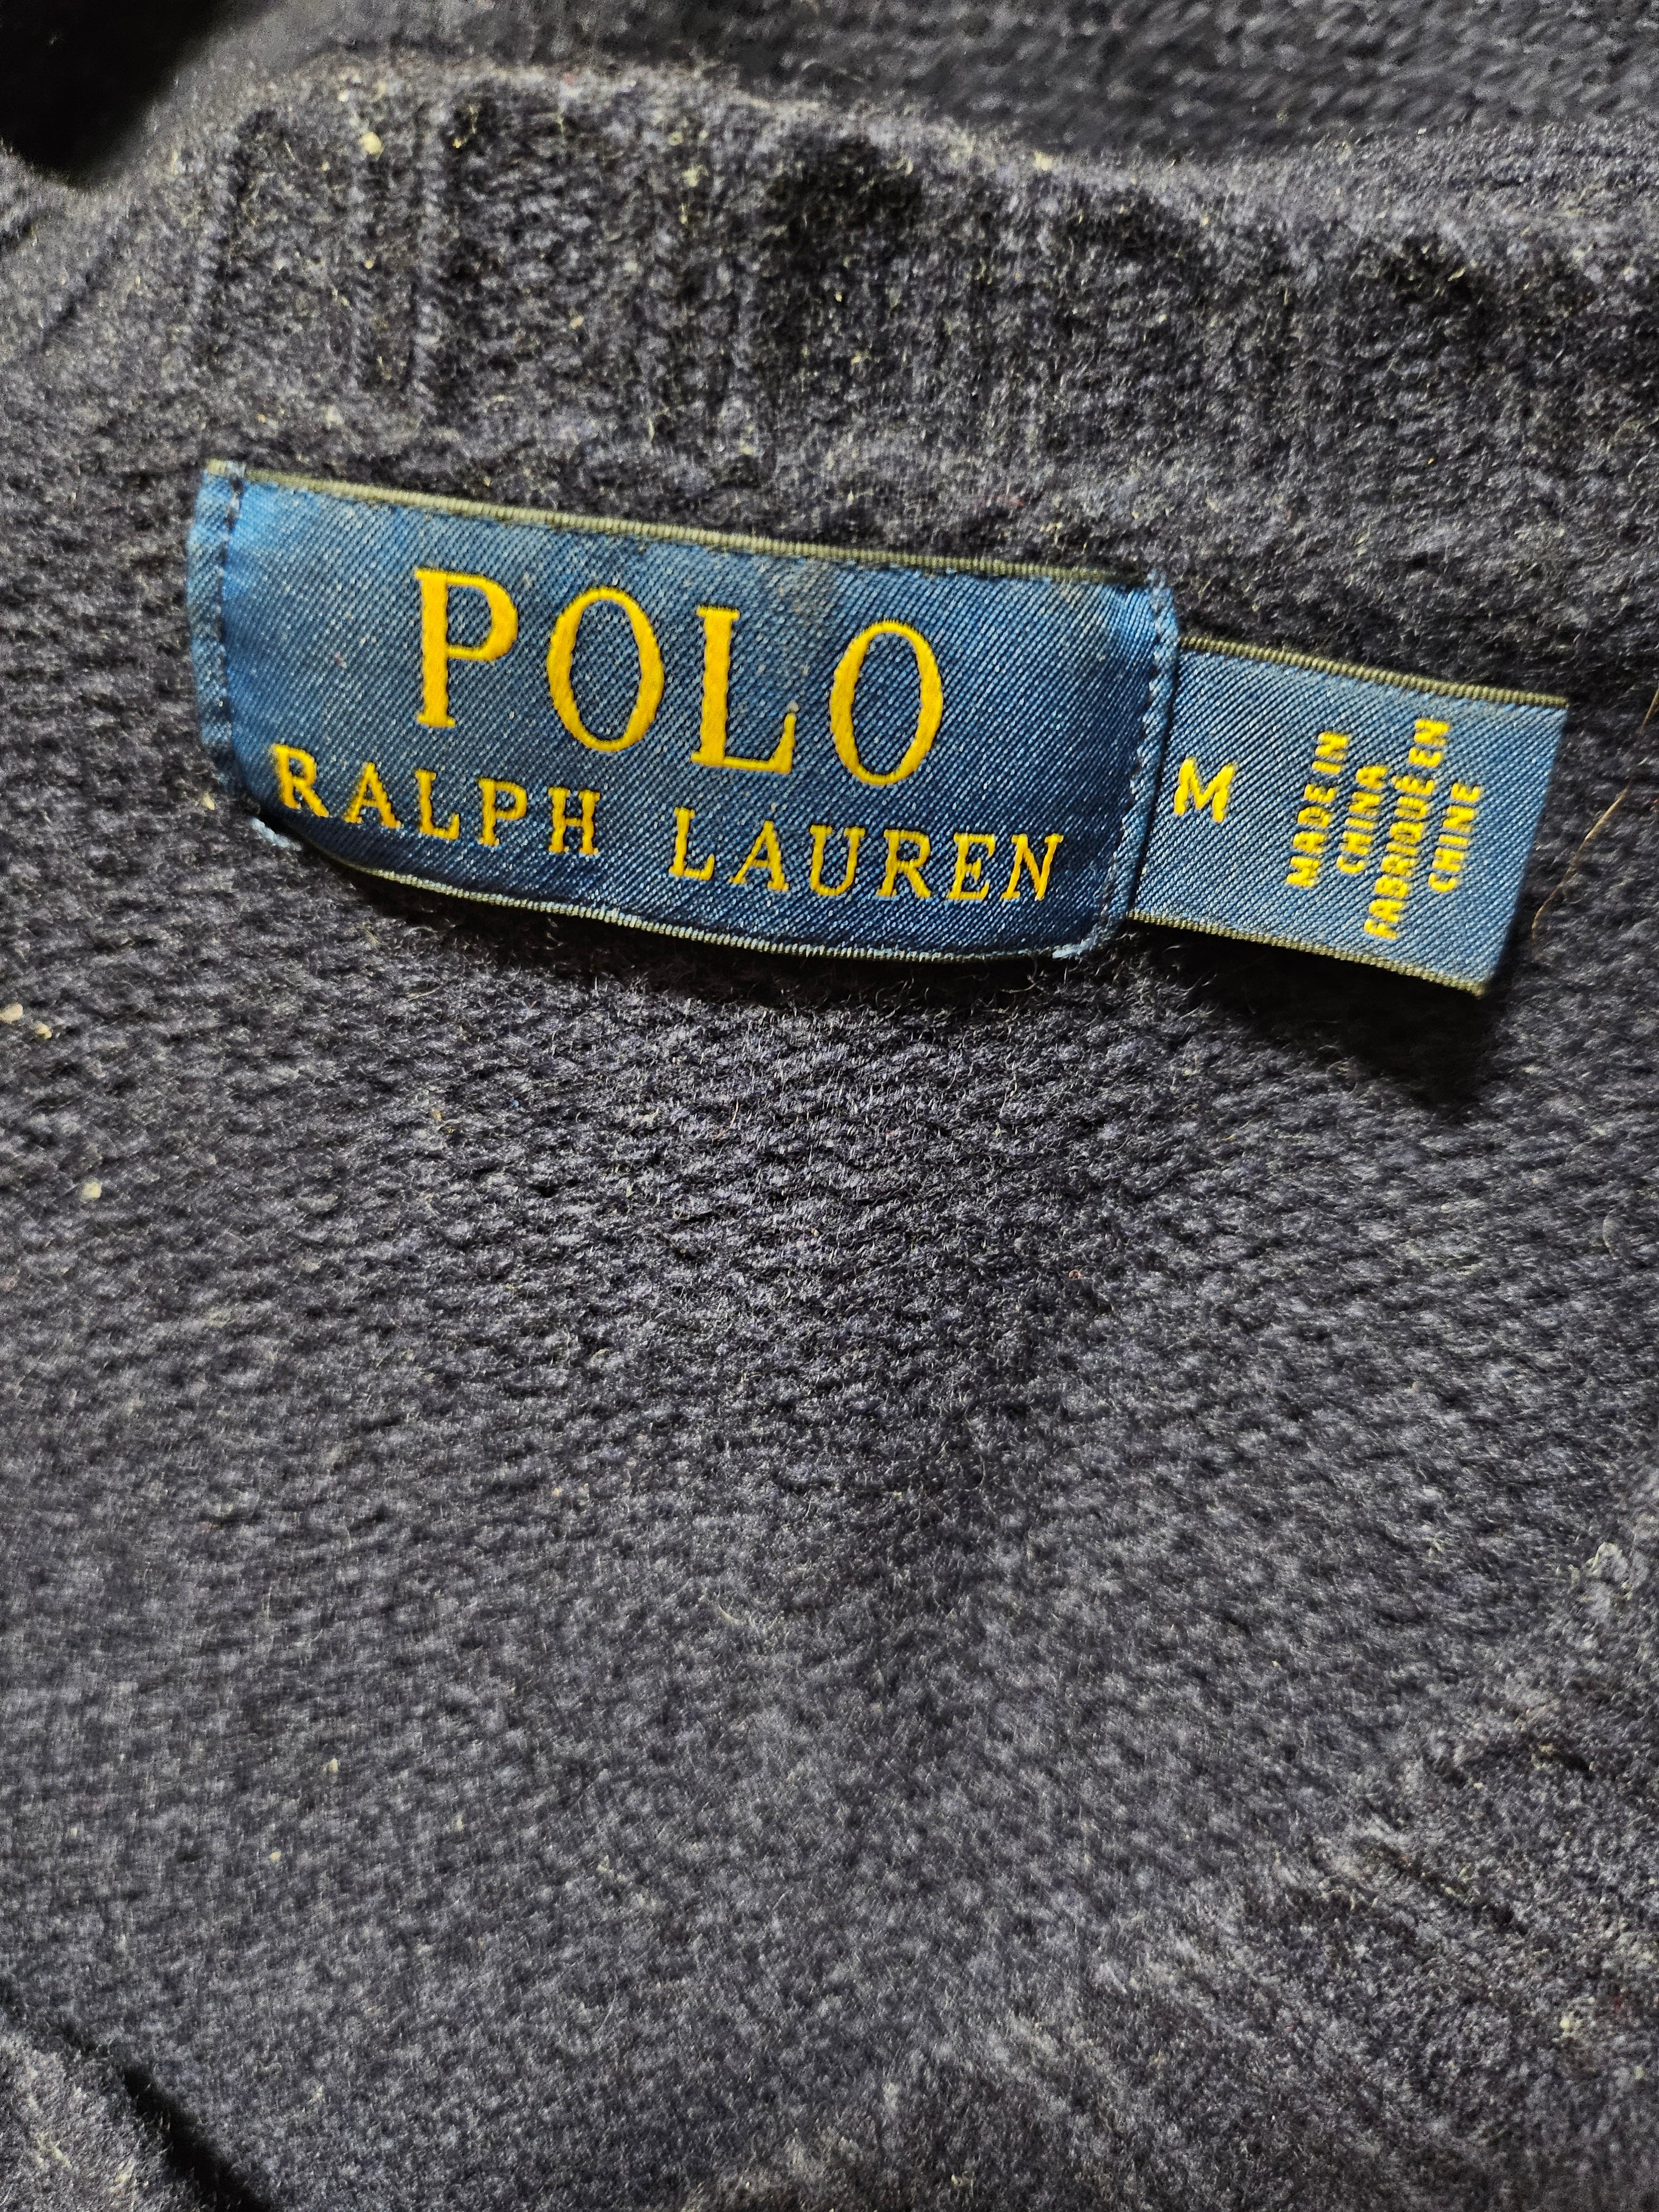 POLO
RALPH LAUREN
M
MADE IN
CHINA
FABRIQUÉ EN
CHINE